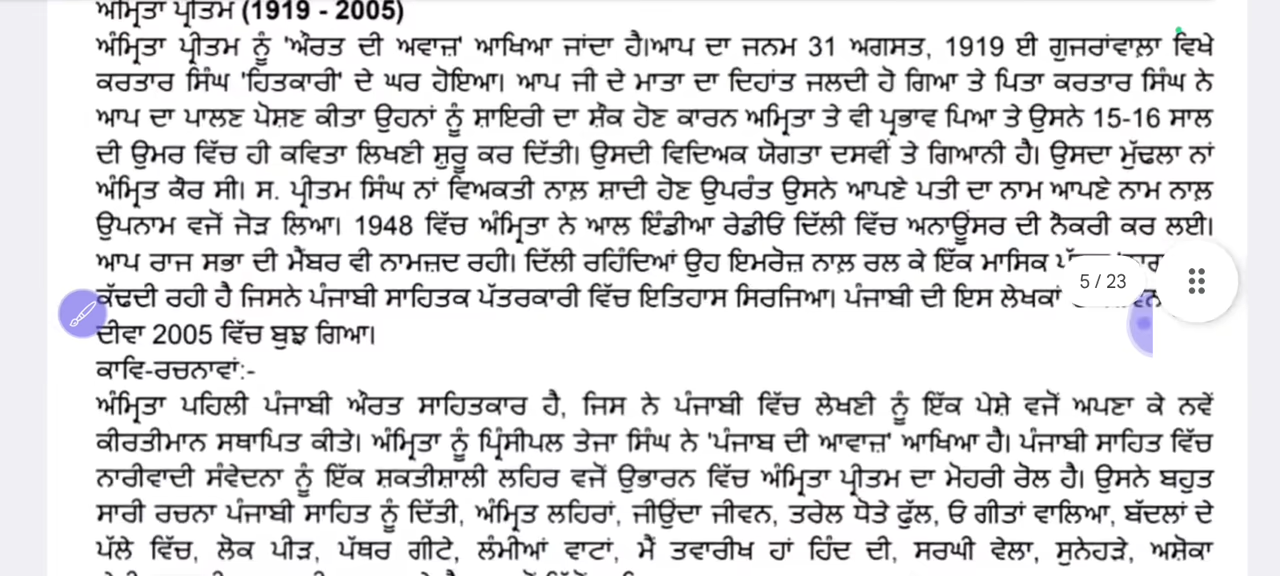 ਅੰਮ੍ਰਿਤਾ ਪ੍ਰੀਤਮ (1919 - 2005)
ਅੰਮ੍ਰਿਤਾ ਪ੍ਰੀਤਮ ਨੂੰ 'ਔਰਤ ਦੀ ਅਵਾਜ਼' ਆਖਿਆ ਜਾਂਦਾ ਹੈ।ਆਪ ਦਾ ਜਨਮ 31 ਅਗਸਤ, 1919 ਈ ਗੁਜਰਾਂਵਾਲਾ ਵਿਖੇ
ਕਰਤਾਰ ਸਿੰਘ 'ਹਿਤਕਾਰੀ' ਦੇ ਘਰ ਹੋਇਆ। ਆਪ ਜੀ ਦੇ ਮਾਤਾ ਦਾ ਦਿਹਾਂਤ ਜਲਦੀ ਹੋ ਗਿਆ ਤੇ ਪਿਤਾ ਕਰਤਾਰ ਸਿੰਘ ਨੇ
ਆਪ ਦਾ ਪਾਲਣ ਪੋਸ਼ਣ ਕੀਤਾ ਉਹਨਾਂ ਨੂੰ ਸ਼ਾਇਰੀ ਦਾ ਸ਼ੌਕ ਹੋਣ ਕਾਰਨ ਅਮ੍ਰਿਤਾ ਤੇ ਵੀ ਪ੍ਰਭਾਵ ਪਿਆ ਤੇ ਉਸਨੇ 15-16 ਸਾਲ
ਦੀ ਉਮਰ ਵਿੱਚ ਹੀ ਕਵਿਤਾ ਲਿਖਣੀ ਸ਼ੁਰੂ ਕਰ ਦਿੱਤੀ। ਉਸਦੀ ਵਿਦਿਅਕ ਯੋਗਤਾ ਦਸਵੀਂ ਤੇ ਗਿਆਨੀ ਹੈ। ਉਸਦਾ ਮੁੱਢਲਾ ਨਾਂ
ਅੰਮ੍ਰਿਤ ਕੌਰ ਸੀ। ਸ. ਪ੍ਰੀਤਮ ਸਿੰਘ ਨਾਂ ਵਿਅਕਤੀ ਨਾਲ਼ ਸ਼ਾਦੀ ਹੋਣ ਉਪਰੰਤ ਉਸਨੇ ਆਪਣੇ ਪਤੀ ਦਾ ਨਾਮ ਆਪਣੇ ਨਾਮ ਨਾਲ਼
ਉਪਨਾਮ ਵਜੋਂ ਜੋੜ ਲਿਆ। 1948 ਵਿੱਚ ਅੰਮ੍ਰਿਤਾ ਨੇ ਆਲ ਇੰਡੀਆ ਰੇਡੀਓ ਦਿੱਲੀ ਵਿੱਚ ਅਨਾਊਂਸਰ ਦੀ ਨੈਕਰੀ ਕਰ ਲਈ।
ਆਪ ਰਾਜ ਸਭਾ ਦੀ ਮੈਂਬਰ ਵੀ ਨਾਮਜ਼ਦ ਰਹੀ। ਦਿੱਲੀ ਰਹਿੰਦਿਆਂ ਉਹ ਇਮਰੋਜ਼ ਨਾਲ਼ ਰਲ ਕੇ ਇੱਕ ਮਾਸਿਕ
5 / 23
ਕੱਢਦੀ ਰਹੀ ਹੈ ਜਿਸਨੇ ਪੰਜਾਬੀ ਸਾਹਿਤਕ ਪੱਤਰਕਾਰੀ ਵਿੱਚ ਇਤਿਹਾਸ ਸਿਰਜਿਆ। ਪੰਜਾਬੀ ਦੀ ਇਸ ਲੇਖਕਾਂ
ਦੀਵਾ 2005 ਵਿੱਚ ਬੁਝ ਗਿਆ।
ਕਾਵਿ-ਰਚਨਾਵਾਂ:-
ਅੰਮ੍ਰਿਤਾ ਪਹਿਲੀ ਪੰਜਾਬੀ ਔਰਤ ਸਾਹਿਤਕਾਰ ਹੈ, ਜਿਸ ਨੇ ਪੰਜਾਬੀ ਵਿੱਚ ਲੇਖਣੀ ਨੂੰ ਇੱਕ ਪੇਸ਼ੇ ਵਜੋਂ ਅਪਣਾ ਕੇ ਨਵੇਂ
ਕੀਰਤੀਮਾਨ ਸਥਾਪਿਤ ਕੀਤੇ। ਅੰਮ੍ਰਿਤਾ ਨੂੰ ਪ੍ਰਿੰਸੀਪਲ ਤੇਜਾ ਸਿੰਘ ਨੇ 'ਪੰਜਾਬ ਦੀ ਆਵਾਜ਼' ਆਖਿਆ ਹੈ। ਪੰਜਾਬੀ ਸਾਹਿਤ ਵਿੱਚ
ਨਾਰੀਵਾਦੀ ਸੰਵੇਦਨਾ ਨੂੰ ਇੱਕ ਸ਼ਕਤੀਸ਼ਾਲੀ ਲਹਿਰ ਵਜੋਂ ਉਭਾਰਨ ਵਿੱਚ ਅੰਮ੍ਰਿਤਾ ਪ੍ਰੀਤਮ ਦਾ ਮੋਹਰੀ ਰੋਲ ਹੈ। ਉਸਨੇ ਬਹੁਤ
ਸਾਰੀ ਰਚਨਾ ਪੰਜਾਬੀ ਸਾਹਿਤ ਨੂੰ ਦਿੱਤੀ, ਅੰਮ੍ਰਿਤ ਲਹਿਰਾਂ, ਜੀਉਂਦਾ ਜੀਵਨ, ਤਰੇਲ ਧੋਤੇ ਫੁੱਲ, ਓ ਗੀਤਾਂ ਵਾਲਿਆ, ਬੱਦਲਾਂ ਦੇ
ਪੱਲੇ ਵਿੱਚ, ਲੋਕ ਪੀੜ, ਪੱਥਰ ਗੀਟੇ, ਲੰਮੀਆਂ ਵਾਟਾਂ, ਮੈਂ ਤਵਾਰੀਖ ਹਾਂ ਹਿੰਦ ਦੀ, ਸਰਘੀ ਵੇਲਾ, ਸੁਨੇਹੜੇ, ਅਸ਼ੋਕਾ